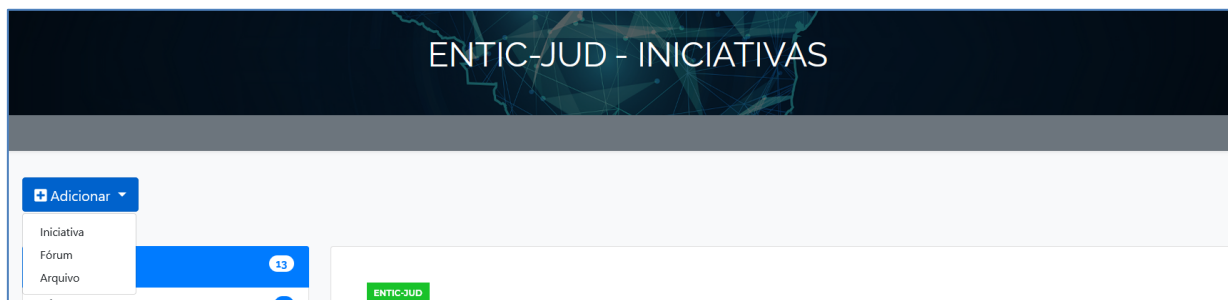 ENTIC-JUD - INICIATIVAS
Adicionar
Iniciativa
Fórum
Arquivo
13
ENTIC-JUD